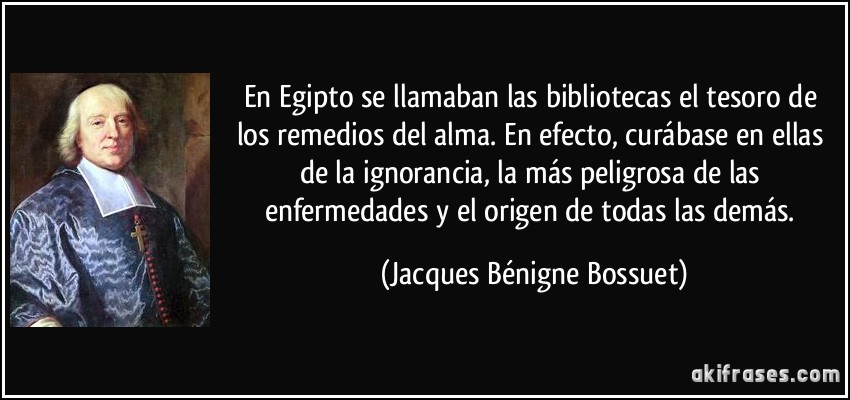 En Egipto se llamaban las bibliotecas el tesoro de
los remedios del alma. En efecto, curábase en ellas
de la ignorancia, la más peligrosa de las
enfermedades y el origen de todas las demás.
(Jacques Bénigne Bossuet)
akifrases.com